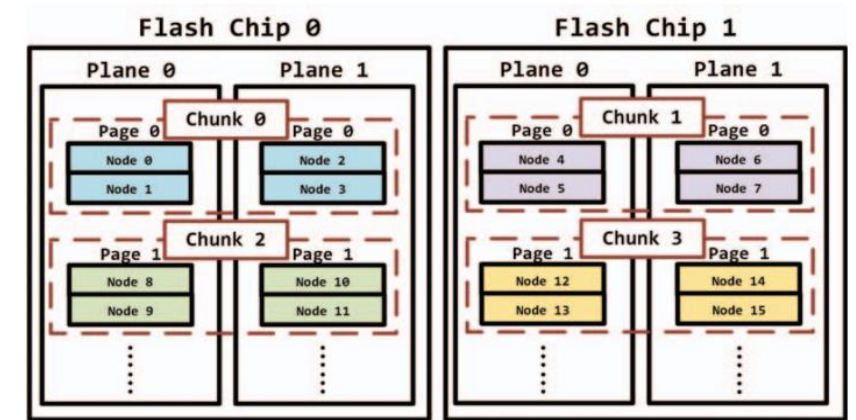 Flash Chip 0
Plane 0
Plane 1
Chunk 0
Page 0
Node 0
Node 1
Page 0
Node 2
Node 3
Chunk 2
Page 1
Node 8
Node 9
Page 1
Node 10
Node 11
Flash Chip 1
Plane 0
Plane 1
Chunk 1
Page 0
Node 4
Node 5
Page 0
Node 6
Node 7
Chunk 3
Page 1
Node 12
Node 13
Page 1
Node 14
Node 15